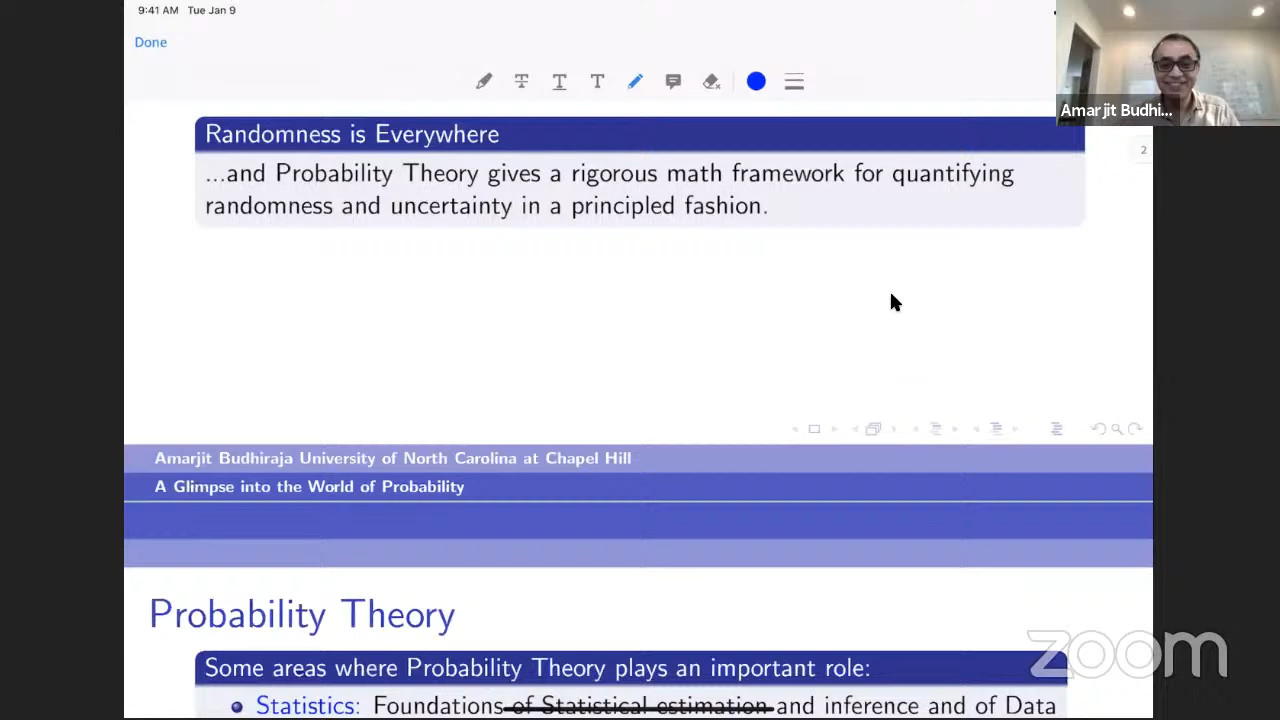 9:41 AM Tue Jan 9
Done
T T T
Amarjit Budhi...
2
Randomness is Everywhere
...and Probability Theory gives a rigorous math framework for quantifying
randomness and uncertainty in a principled fashion.
Amarjit Budhiraja University of North Carolina at Chapel Hill
A Glimpse into the World of Probability
Probability Theory
Some areas where Probability Theory plays an important role:
Statistics: Foundations of Statistical estimation and inference and of Data
zoom